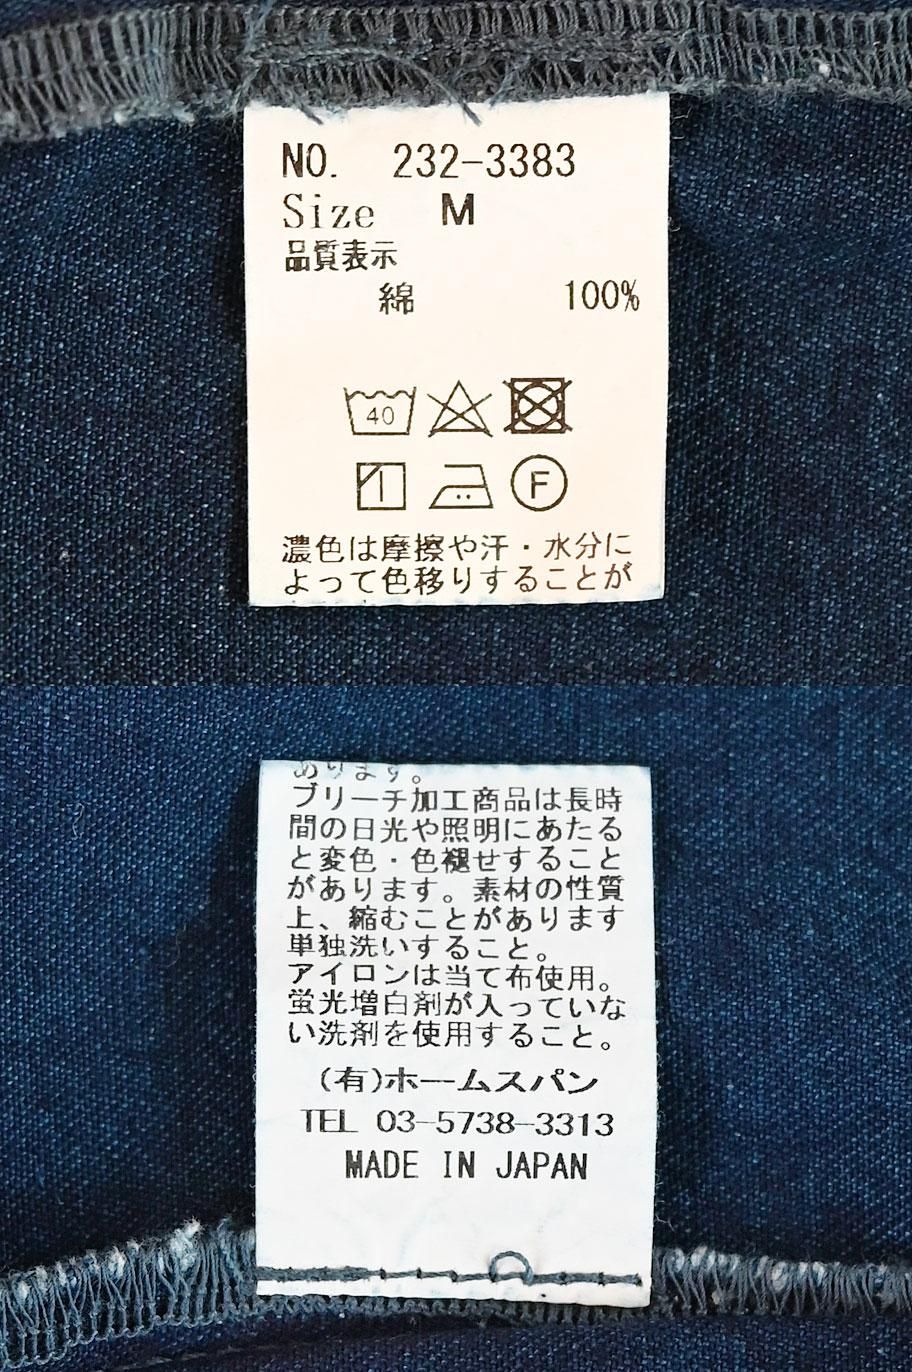 NO. 232-3383
Size M
品質表示
綿 100%
40
F
濃色は摩擦や汗・水分に
よって色移りすることが
あります。
ブリーチ加工商品は長時
間の日光や照明にあたる
と変色・色褪せすること
があります。素材の性質
上、縮むことがあります
単独洗いすること。
アイロンは当て布使用。
蛍光増白剤が入っていな
い洗剤を使用すること。
(有)ホームスパン
TEL 03-5738-3313
MADE IN JAPAN